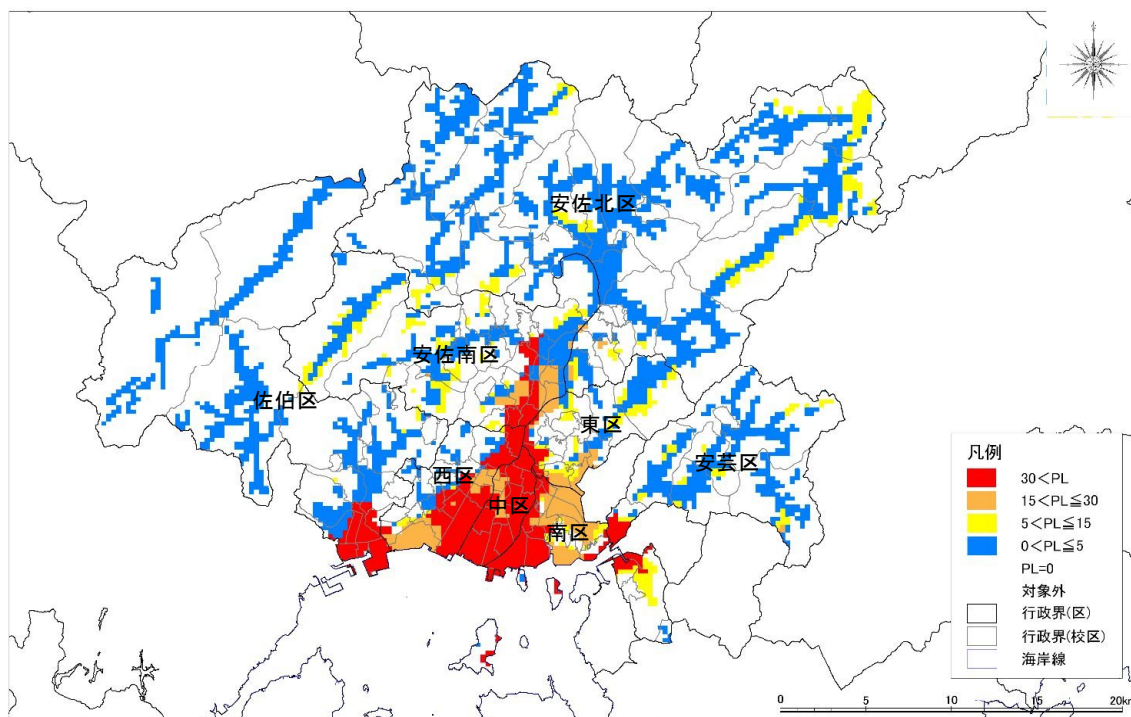 安佐北区
安佐南区
佐伯区
東区
安芸区
西区
中区
南区
凡例
30<PL
15<PL≦30
5<PL≦15
0<PL≦5
PL=0
対象外
行政界(区)
行政界(校区)
海岸線
0 5 10 15 20km